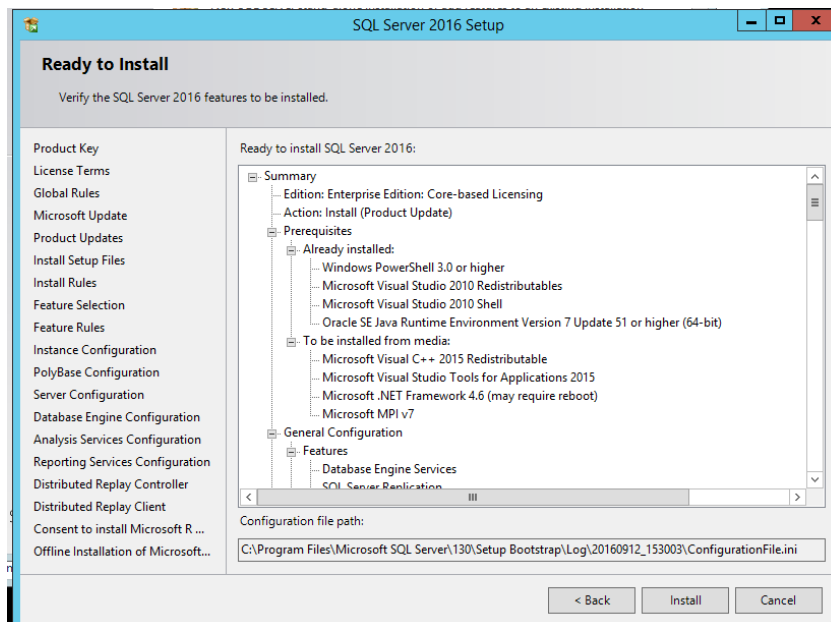 SQL Server 2016 Setup
Ready to Install
Verify the SQL Server 2016 features to be installed.
Product Key
License Terms
Global Rules
Microsoft Update
Product Updates
Install Setup Files
Install Rules
Feature Selection
Feature Rules
Instance Configuration
PolyBase Configuration
Server Configuration
Database Engine Configuration
Analysis Services Configuration
Reporting Services Configuration
Distributed Replay Controller
Distributed Replay Client
Consent to install Microsoft R ...
Offline Installation of Microsoft...
Ready to install SQL Server 2016:
Summary
Edition: Enterprise Edition: Core-based Licensing
Action: Install (Product Update)
Prerequisites
Already installed:
Windows PowerShell 3.0 or higher
Microsoft Visual Studio 2010 Redistributables
Microsoft Visual Studio 2010 Shell
Oracle SE Java Runtime Environment Version 7 Update 51 or higher (64-bit)
To be installed from media:
Microsoft Visual C++ 2015 Redistributable
Microsoft Visual Studio Tools for Applications 2015
Microsoft .NET Framework 4.6 (may require reboot)
Microsoft MPI v7
General Configuration
Features
Database Engine Services
SQL Server Replication
Configuration file path:
C:\Program Files\Microsoft SQL Server\130\Setup Bootstrap\Log\20160912_153003\ConfigurationFile.ini
< Back
Install
Cancel